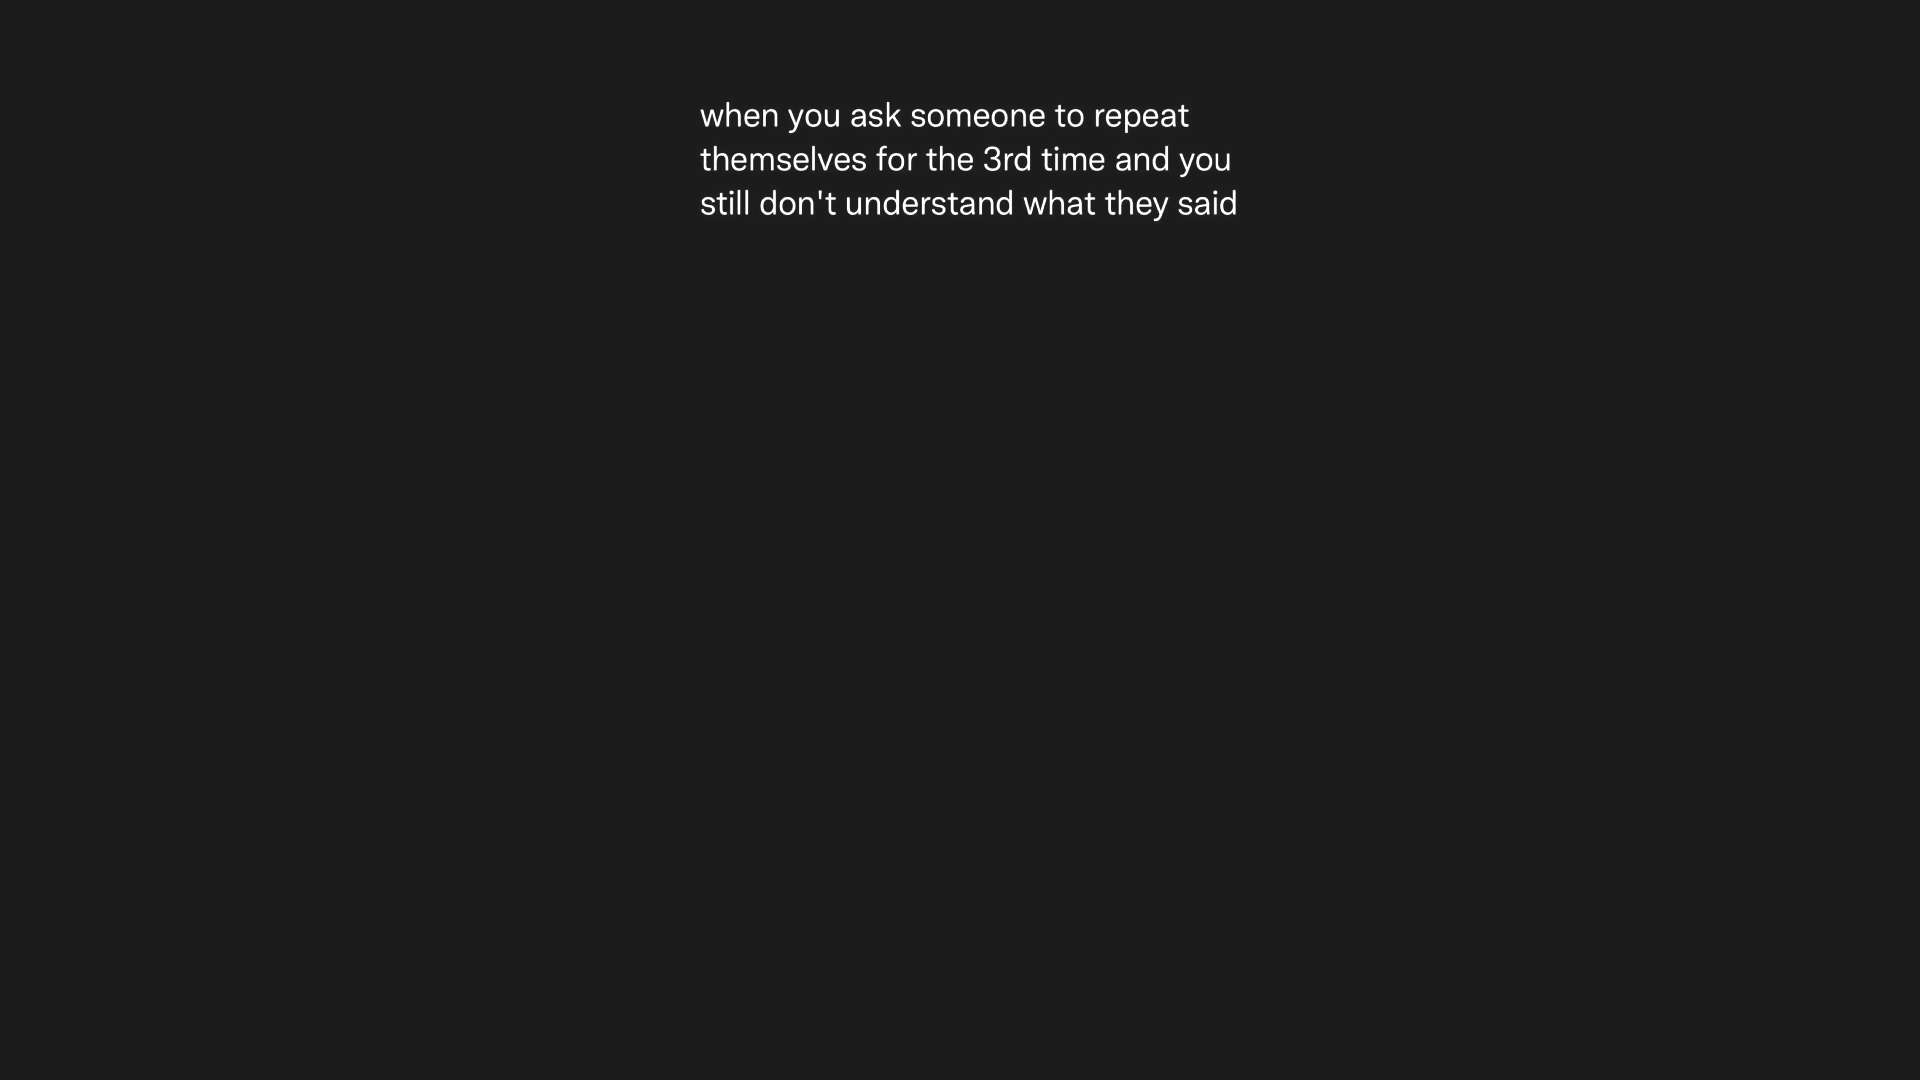 when you ask someone to repeat
themselves for the 3rd time and you
still don't understand what they said